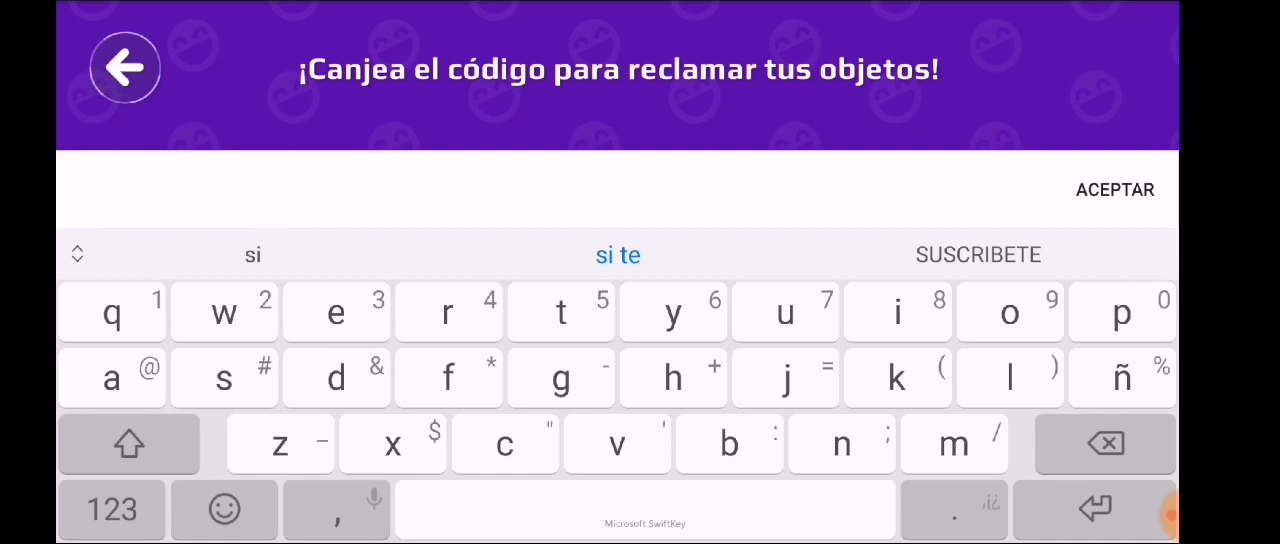 ¡Canjea el código para reclamar tus objetos!
ACEPTAR
si si te SUSCRIBETE
q 1 w 2 e 3 r 4 t 5 y 6 u 7 i 8 o 9 p 0
a @ s # d & f * g - h + j = k ( l ) ñ %
z _ x $ c " v ' b : n ; m /
123 , Microsoft SwiftKey . ,i¿